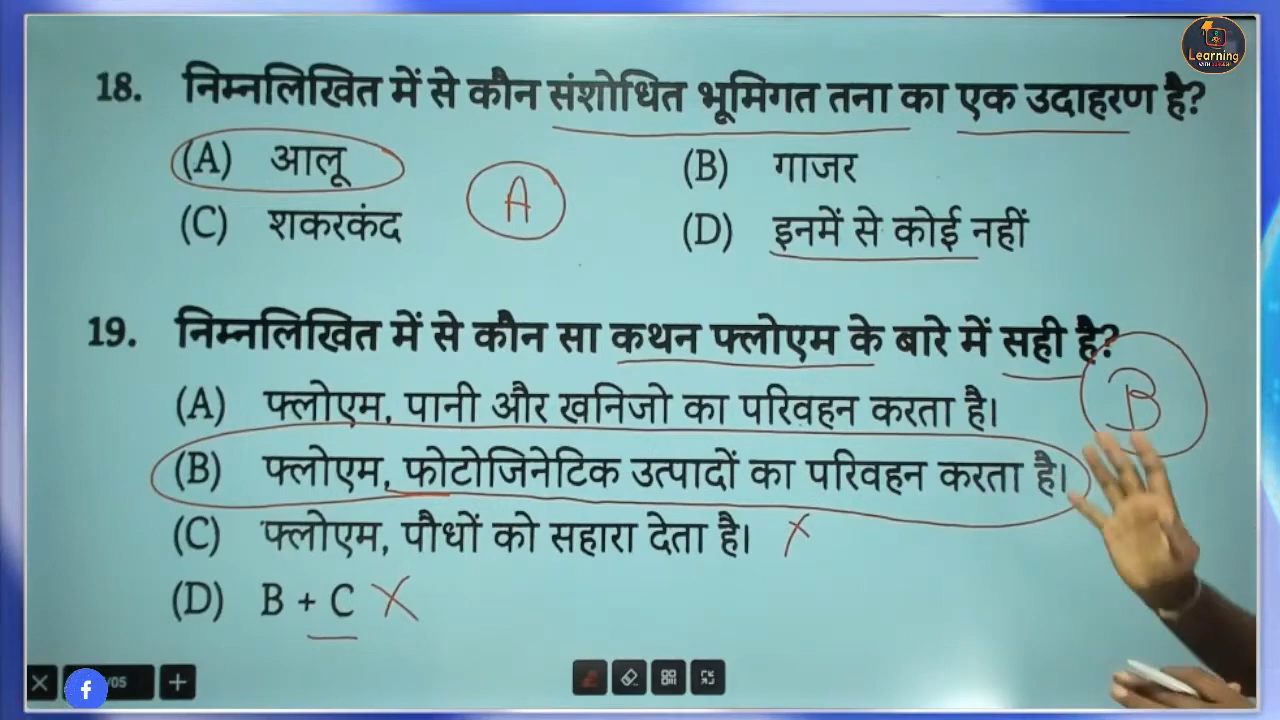 Learning
18. निम्नलिखित में से कौन संशोधित भूमिगत तना का एक उदाहरण है?
(A) आलू (B) गाजर
A
(C) शकरकंद (D) इनमें से कोई नहीं
19. निम्नलिखित में से कौन सा कथन फ्लोएम के बारे में सही है?
B
(A) फ्लोएम, पानी और खनिजो का परिवहन करता है।
(B) फ्लोएम, फोटोजिनेटिक उत्पादों का परिवहन करता है।
(C) फ्लोएम, पौधों को सहारा देता है। X
(D) B + C X
/05